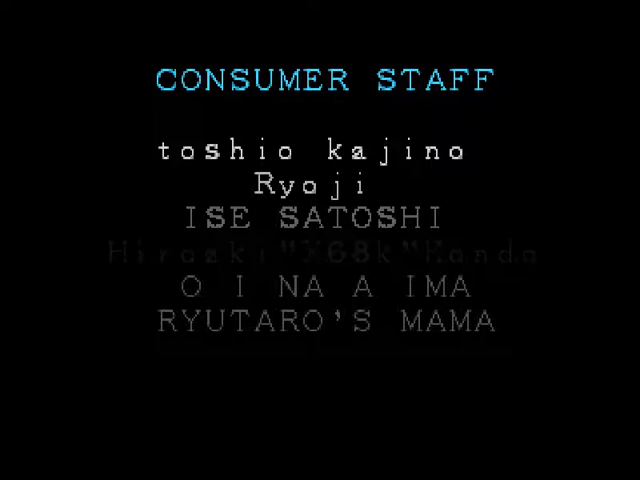 CONSUMER STAFF
toshio kajino
Ryoji
ISE SATOSHI
Hiroaki"X68k"Kondo
O I NA A IMA
RYUTARO'S MAMA